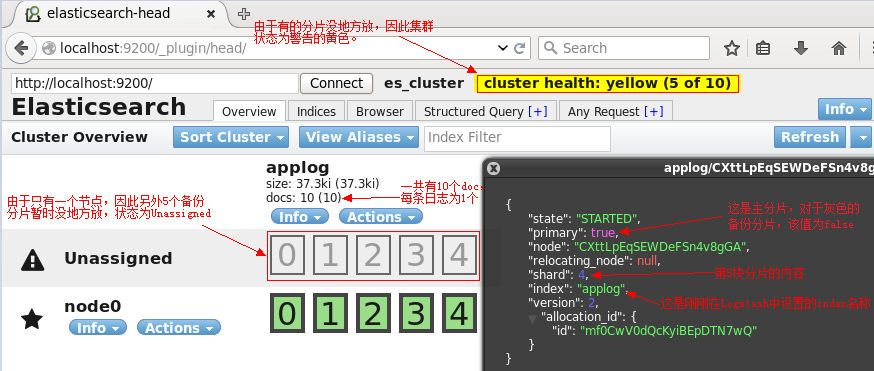 elasticsearch-head
由于有的分片没地方放，因此集群
状态为警告的黄色。
localhost:9200/_plugin/head/
Search
http://localhost:9200/
Connect
es_cluster
cluster health: yellow (5 of 10)
Elasticsearch
Overview
Indices
Browser
Structured Query [+]
Any Request [+]
Info
Cluster Overview
Sort Cluster
View Aliases
Index Filter
Refresh
applog
size: 37.3ki (37.3ki)
docs: 10 (10)
一共有10个doc，
每条日志为1个
Info
Actions
由于只有一个节点，因此另外5个备份
分片暂时没地方放，状态为Unassigned
Unassigned
0 1 2 3 4
node0
Info
Actions
0 1 2 3 4
applog/CXttLpEqSEWDeFSn4v8g
{
"state": "STARTED",
"primary": true,
"node": "CXttLpEqSEWDeFSn4v8gGA",
"relocating_node": null,
"shard": 4,
"index": "applog",
"version": 2,
"allocation_id": {
"id": "mf0CwV0dQcKyiBEpDTN7wQ"
}
}
这是主分片，对于灰色的
备份分片，该值为false
第5块分片的内容
这是刚刚在Logstash中设置的index名称